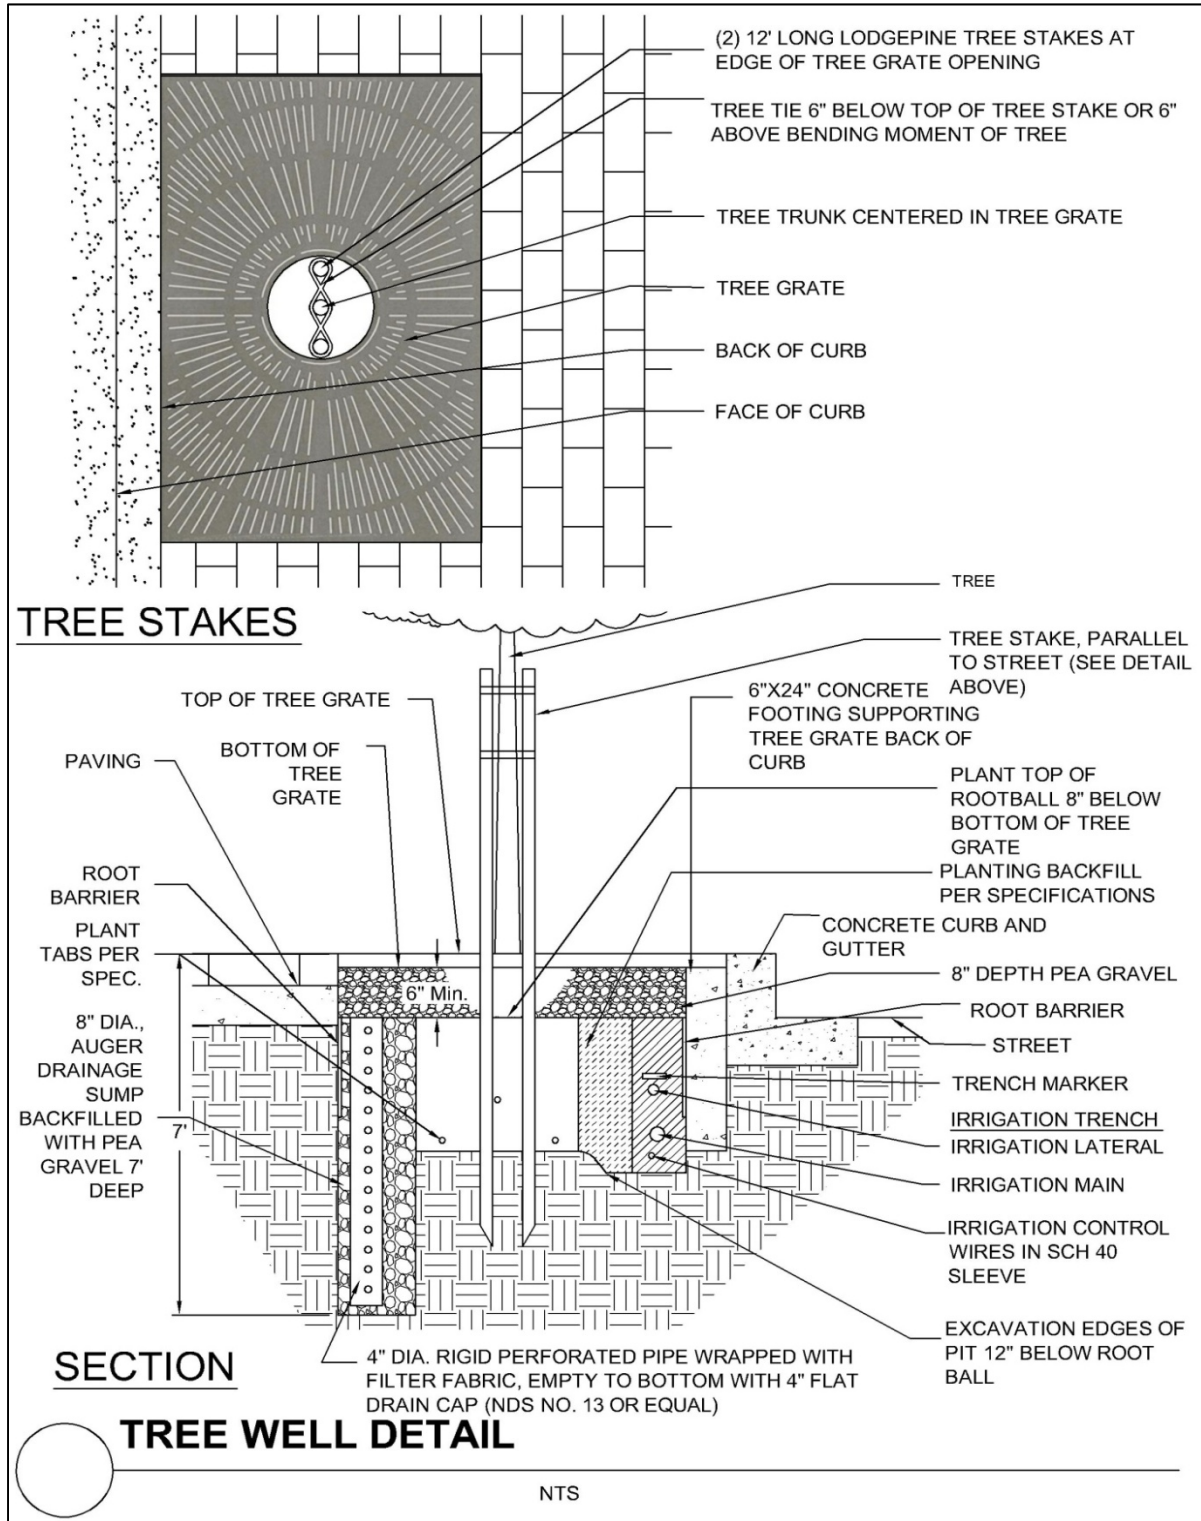 (2) 12' LONG LODGEPINE TREE STAKES AT
EDGE OF TREE GRATE OPENING
TREE TIE 6" BELOW TOP OF TREE STAKE OR 6"
ABOVE BENDING MOMENT OF TREE
TREE TRUNK CENTERED IN TREE GRATE
TREE GRATE
BACK OF CURB
FACE OF CURB
TREE STAKES
TREE
TREE STAKE, PARALLEL
TO STREET (SEE DETAIL
ABOVE)
TOP OF TREE GRATE
6"X24" CONCRETE
FOOTING SUPPORTING
TREE GRATE BACK OF
CURB
BOTTOM OF
TREE
GRATE
PAVING
PLANT TOP OF
ROOTBALL 8" BELOW
BOTTOM OF TREE
GRATE
ROOT
BARRIER
PLANTING BACKFILL
PER SPECIFICATIONS
PLANT
TABS PER
SPEC.
CONCRETE CURB AND
GUTTER
8" DEPTH PEA GRAVEL
6" Min.
ROOT BARRIER
8" DIA.,
AUGER
DRAINAGE
SUMP
BACKFILLED
WITH PEA
GRAVEL 7'
DEEP
7'
STREET
TRENCH MARKER
IRRIGATION TRENCH
IRRIGATION LATERAL
IRRIGATION MAIN
IRRIGATION CONTROL
WIRES IN SCH 40
SLEEVE
EXCAVATION EDGES OF
PIT 12" BELOW ROOT
BALL
4" DIA. RIGID PERFORATED PIPE WRAPPED WITH
FILTER FABRIC, EMPTY TO BOTTOM WITH 4" FLAT
DRAIN CAP (NDS NO. 13 OR EQUAL)
SECTION
TREE WELL DETAIL
NTS